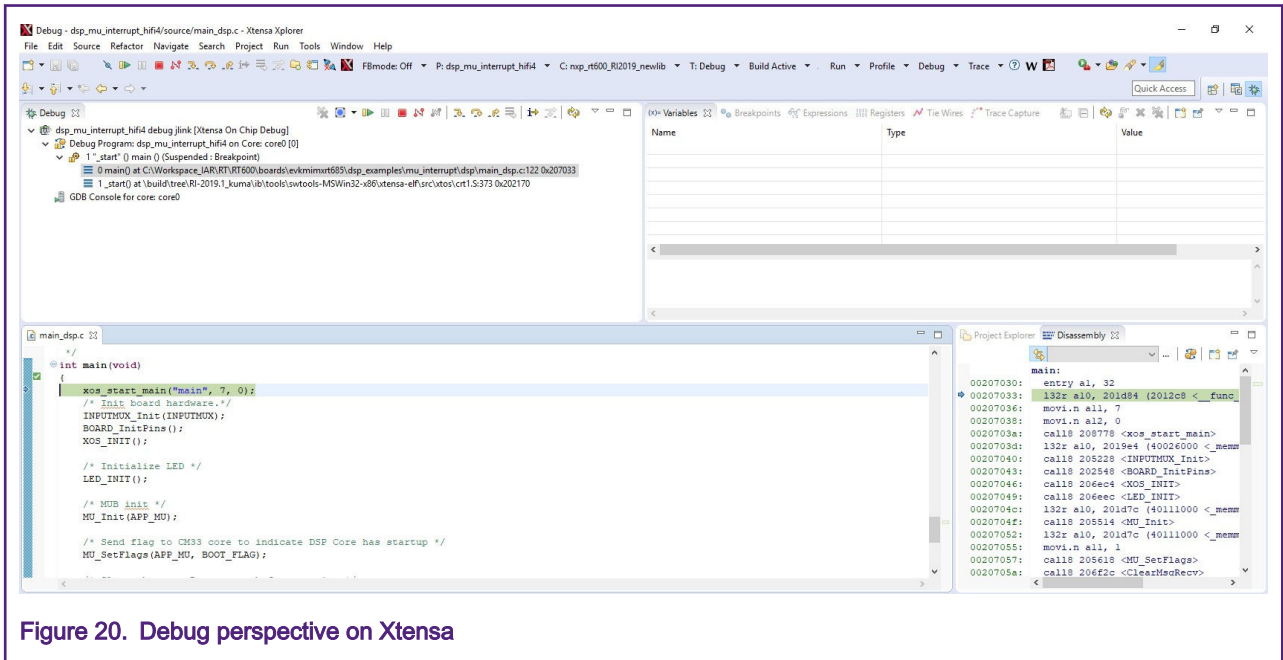 Debug - dsp_mu_interrupt_hifi4/source/main_dsp.c - Xtensa Xplorer
File Edit Source Refactor Navigate Search Project Run Tools Window Help
FBmode: Off P: dsp_mu_interrupt_hifi4 C: nxp_rt600_RI2019_newlib T: Debug Build Active Run Profile Debug Trace
Quick Access
Debug
dsp_mu_interrupt_hifi4 debug jlink [Xtensa On Chip Debug]
Debug Program: dsp_mu_interrupt_hifi4 on Core: core0 [0]
1 "_start" () main () (Suspended : Breakpoint)
0 main() at C:\Workspace_IAR\RT\RT600\boards\evkmimxrt685\dsp_examples\mu_interrupt\dsp\main_dsp.c:122 0x207033
1 _start() at \build\tree\RI-2019.1_kuma\ib\tools\swtools-MSWin32-x86\xtensa-elf\src\xtos\crt1.S:373 0x202170
GDB Console for core: core0
(x)= Variables Breakpoints Expressions Registers Tie Wires Trace Capture
Name Type Value
main_dsp.c
*/
int main(void)
{
xos_start_main("main", 7, 0);
/* Init board hardware.*/
INPUTMUX_Init(INPUTMUX);
BOARD_InitPins();
XOS_INIT();
/* Initialize LED */
LED_INIT();
/* MUB init */
MU_Init(APP_MU);
/* Send flag to CM33 core to indicate DSP Core has startup */
MU_SetFlags(APP_MU, BOOT_FLAG);
Project Explorer Disassembly
main:
00207030: entry a1, 32
00207033: l32r a10, 201d84 (2012c8 <__func_
00207036: movi.n a11, 7
00207038: movi.n a12, 0
0020703a: call8 208778 <xos_start_main>
0020703d: l32r a10, 2019e4 (40026000 <_memm
00207040: call8 205228 <INPUTMUX_Init>
00207043: call8 202548 <BOARD_InitPins>
00207046: call8 206ec4 <XOS_INIT>
00207049: call8 206eec <LED_INIT>
0020704c: l32r a10, 201d7c (40111000 <_memm
0020704f: call8 205514 <MU_Init>
00207052: l32r a10, 201d7c (40111000 <_memm
00207055: movi.n a11, 1
00207057: call8 205618 <MU_SetFlags>
0020705a: call8 206f2c <ClearMsgRecv>
Figure 20. Debug perspective on Xtensa